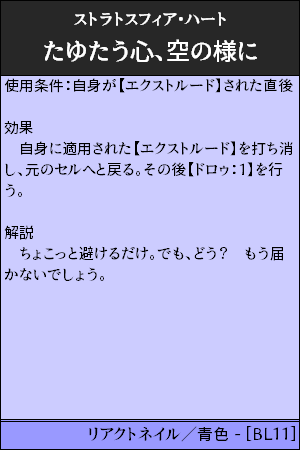 ストラトスフィア・ハート
たゆたう心、空の様に
使用条件：自身が【エクストルード】された直後
効果
　自身に適用された【エクストルード】を打ち消
し、元のセルへと戻る。その後【ドロゥ：1】を行
う。
解説
　ちょこっと避けるだけ。でも、どう？　もう届
かないでしょう。
リアクトネイル／青色 - [BL11]